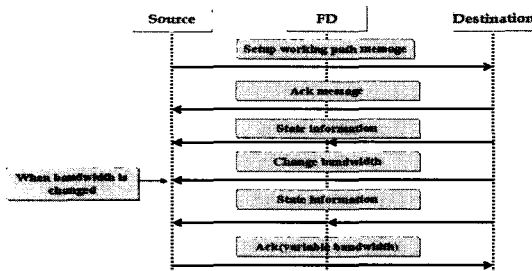 Source FD Destination
Setup working path message
Ack message
State information
Change bandwidth
When bandwidth is
changed
State information
Ack(variable bandwidth)